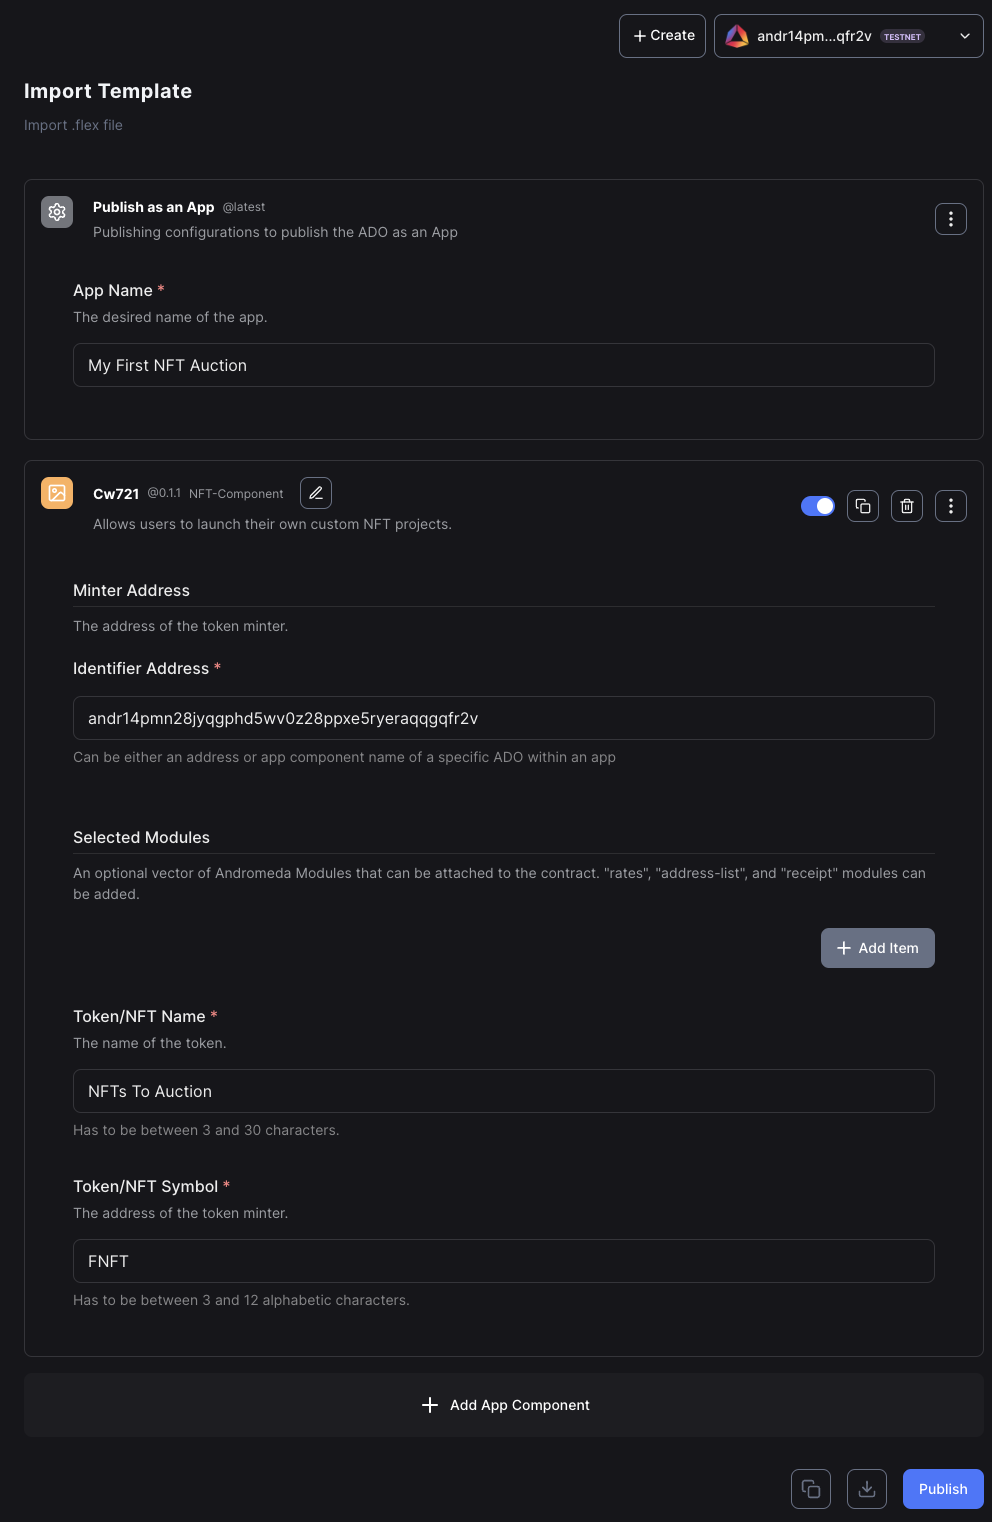 Create
andr14pm...qfr2v TESTNET
Import Template
Import .flex file
Publish as an App @latest
Publishing configurations to publish the ADO as an App
App Name *
The desired name of the app.
My First NFT Auction
Cw721 @0.1.1 NFT-Component
Allows users to launch their own custom NFT projects.
Minter Address
The address of the token minter.
Identifier Address *
andr14pmn28jyqgphd5wv0z28ppxe5ryeraqqgqfr2v
Can be either an address or app component name of a specific ADO within an app
Selected Modules
An optional vector of Andromeda Modules that can be attached to the contract. "rates", "address-list", and "receipt" modules can
be added.
Add Item
Token/NFT Name *
The name of the token.
NFTs To Auction
Has to be between 3 and 30 characters.
Token/NFT Symbol *
The address of the token minter.
FNFT
Has to be between 3 and 12 alphabetic characters.
Add App Component
Publish